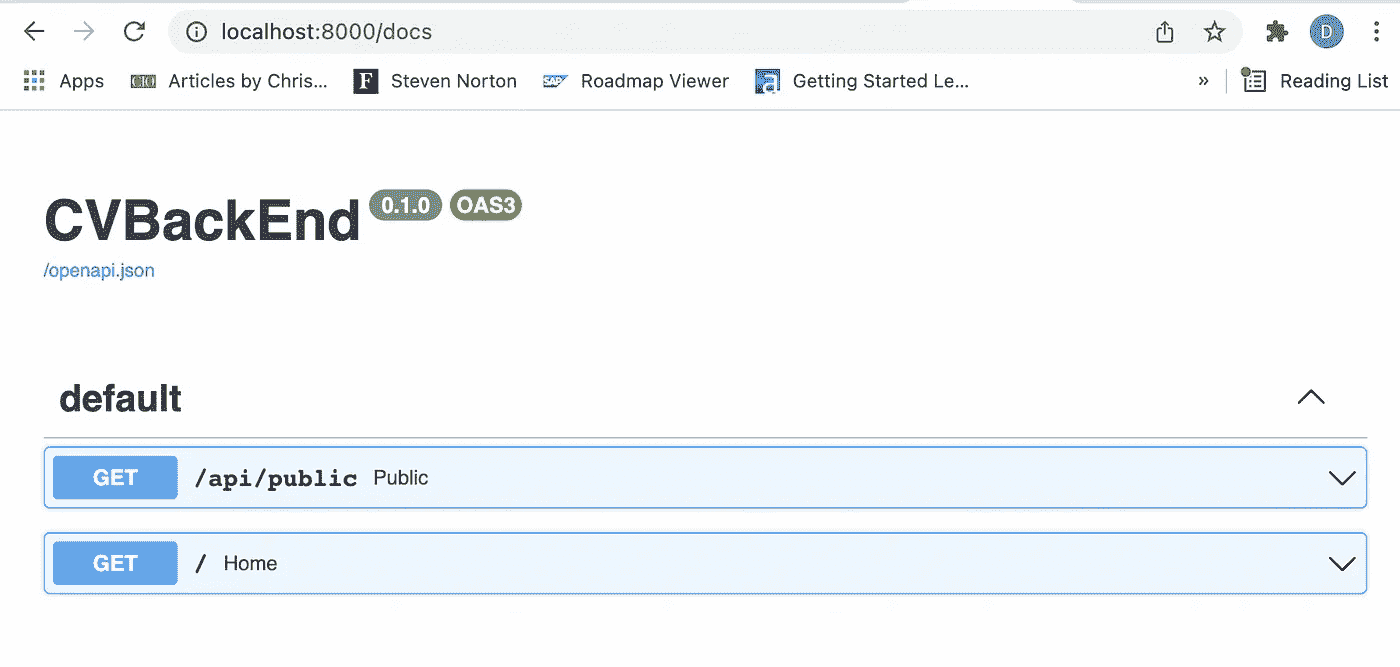 localhost:8000/docs
D
Apps
Articles by Chris...
F
Steven Norton
SAP
Roadmap Viewer
a
Getting Started Le...
»
Reading List
CVBackEnd 0.1.0 OAS3
/openapi.json
default
GET /api/public Public
GET / Home